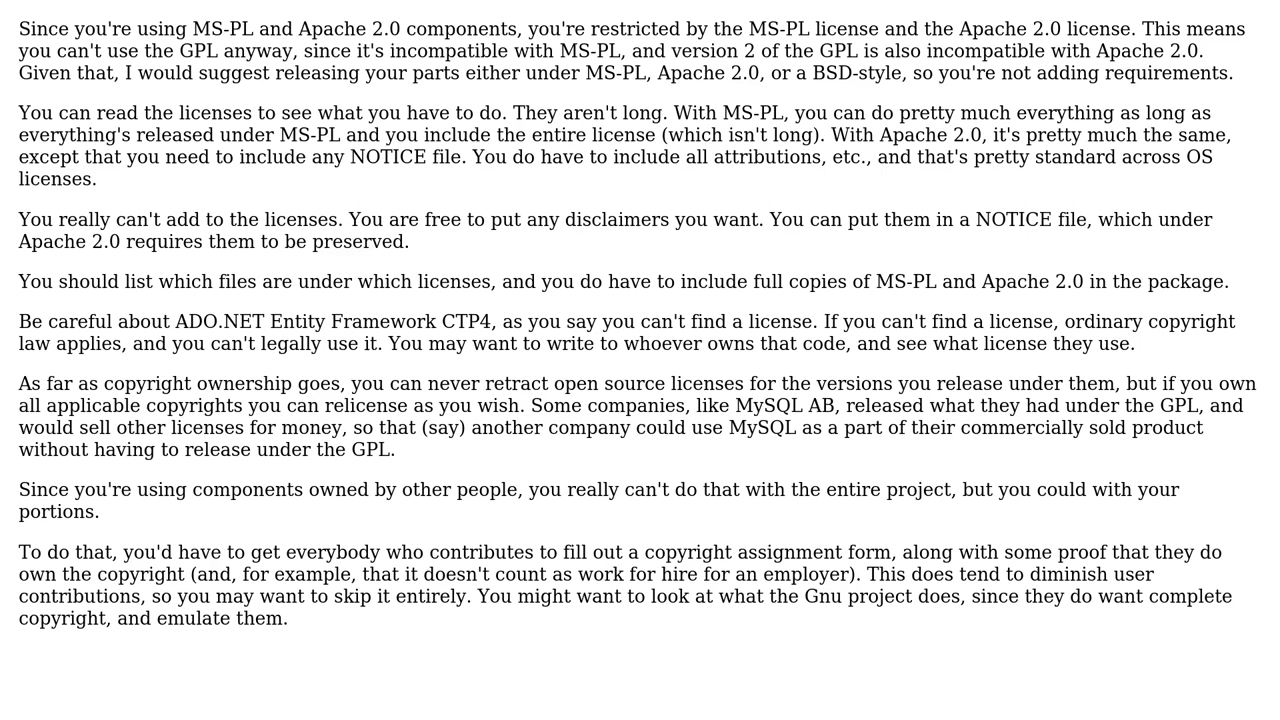 Since you're using MS-PL and Apache 2.0 components, you're restricted by the MS-PL license and the Apache 2.0 license. This means
you can't use the GPL anyway, since it's incompatible with MS-PL, and version 2 of the GPL is also incompatible with Apache 2.0.
Given that, I would suggest releasing your parts either under MS-PL, Apache 2.0, or a BSD-style, so you're not adding requirements.
You can read the licenses to see what you have to do. They aren't long. With MS-PL, you can do pretty much everything as long as
everything's released under MS-PL and you include the entire license (which isn't long). With Apache 2.0, it's pretty much the same,
except that you need to include any NOTICE file. You do have to include all attributions, etc., and that's pretty standard across OS
licenses.
You really can't add to the licenses. You are free to put any disclaimers you want. You can put them in a NOTICE file, which under
Apache 2.0 requires them to be preserved.
You should list which files are under which licenses, and you do have to include full copies of MS-PL and Apache 2.0 in the package.
Be careful about ADO.NET Entity Framework CTP4, as you say you can't find a license. If you can't find a license, ordinary copyright
law applies, and you can't legally use it. You may want to write to whoever owns that code, and see what license they use.
As far as copyright ownership goes, you can never retract open source licenses for the versions you release under them, but if you own
all applicable copyrights you can relicense as you wish. Some companies, like MySQL AB, released what they had under the GPL, and
would sell other licenses for money, so that (say) another company could use MySQL as a part of their commercially sold product
without having to release under the GPL.
Since you're using components owned by other people, you really can't do that with the entire project, but you could with your
portions.
To do that, you'd have to get everybody who contributes to fill out a copyright assignment form, along with some proof that they do
own the copyright (and, for example, that it doesn't count as work for hire for an employer). This does tend to diminish user
contributions, so you may want to skip it entirely. You might want to look at what the Gnu project does, since they do want complete
copyright, and emulate them.